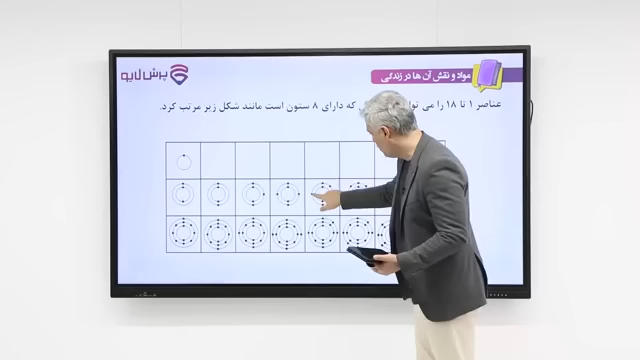 پرش لایو
مواد و نقش آن ها در زندگی
عناصر ۱ تا ۱۸ را می که دارای ۸ ستون است مانند شکل زیر مرتب کرد.